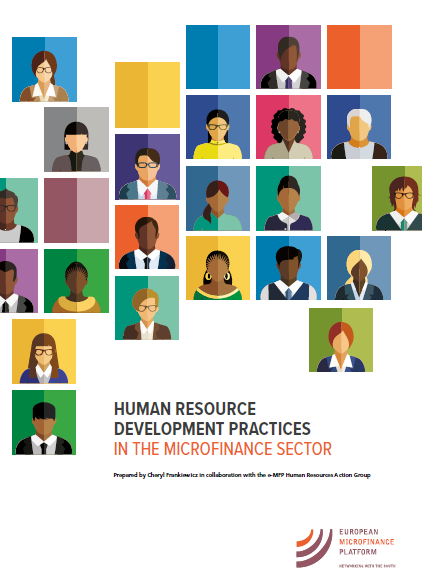 HUMAN RESOURCE
DEVELOPMENT PRACTICES
IN THE MICROFINANCE SECTOR
Prepared by Cheryl Frankiewicz in collaboration with the e-MFP Human Resources Action Group
EUROPEAN
MICROFINANCE
PLATFORM
NETWORKING WITH THE SOUTH